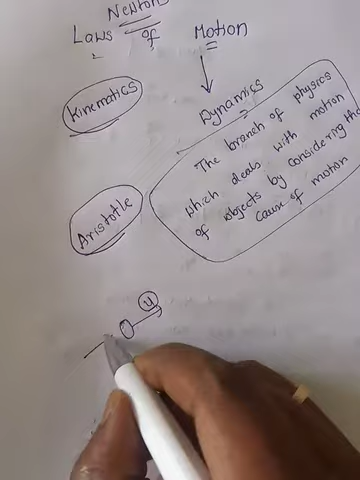 Newton
Laws of Motion
Kinematics
Dynamics
The branch of physics
which deals with motion
of objects by considering the
cause of motion
Aristotle
u